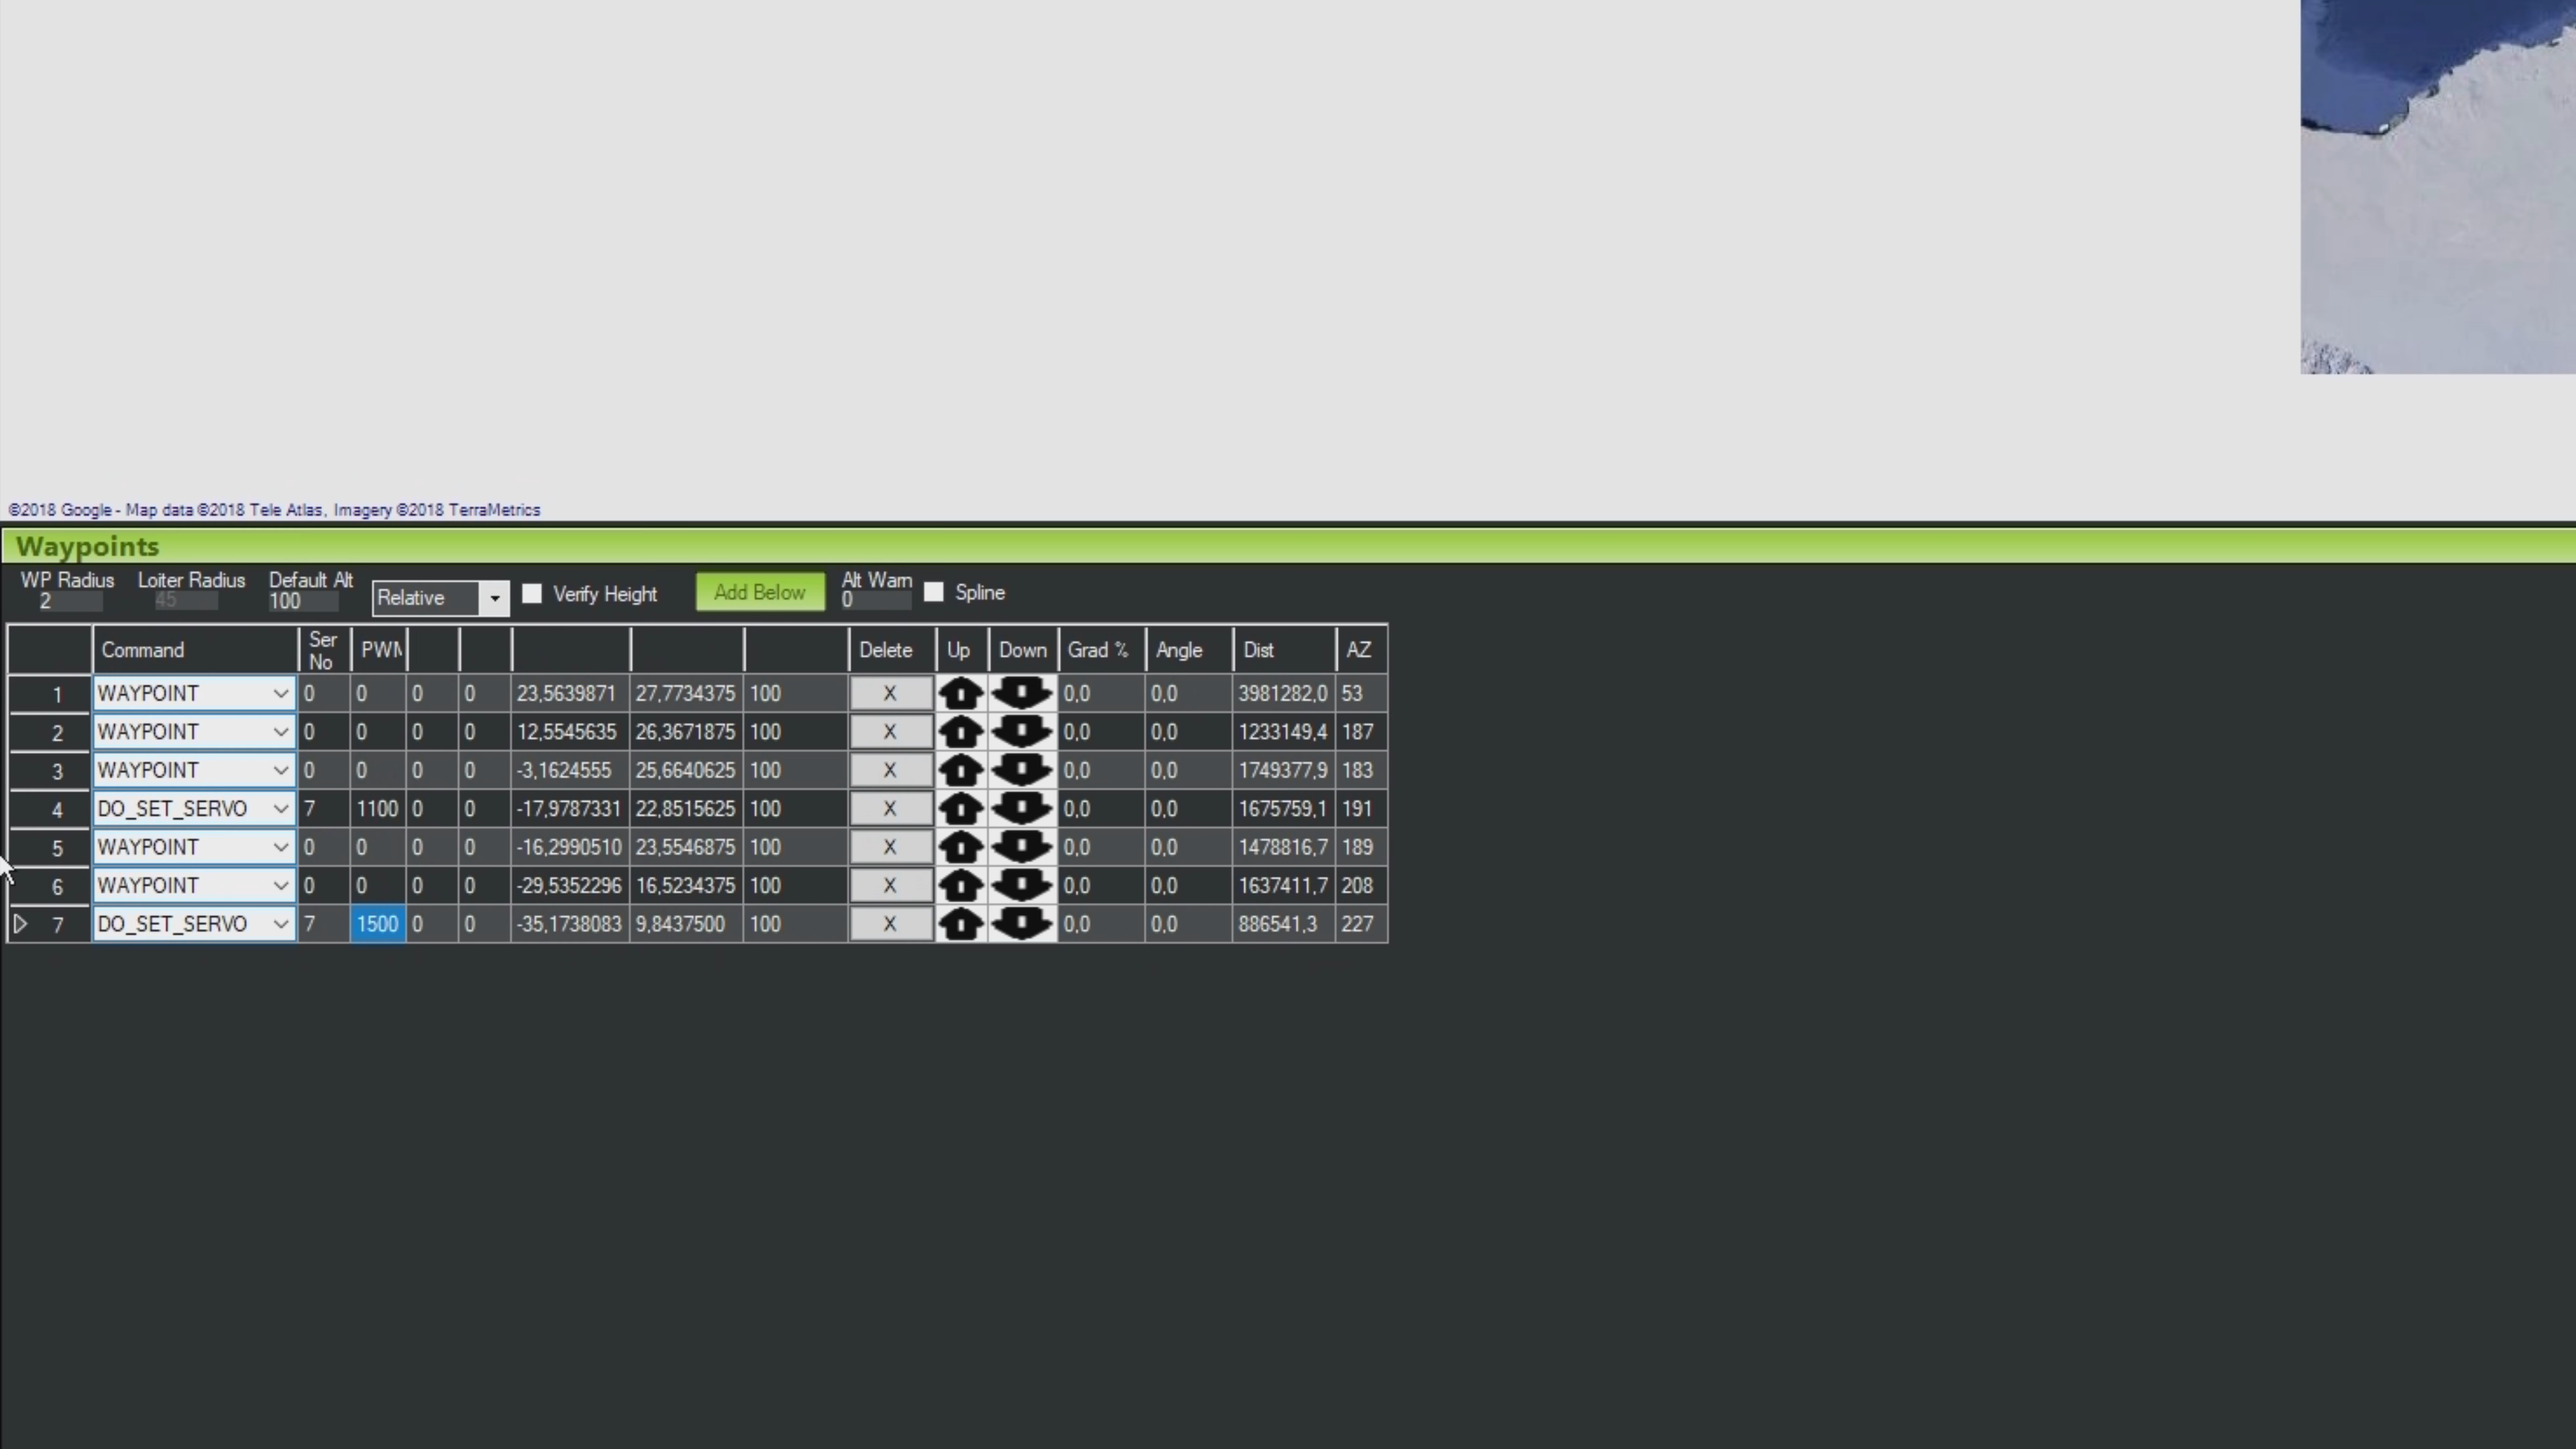 ©2018 Google - Map data ©2018 Tele Atlas, Imagery ©2018 TerraMetrics
Waypoints
WP Radius Loiter Radius Default Alt Alt Warn
2 45 100 Relative Verify Height Add Below 0 Spline
Command Ser No PWM Delete Up Down Grad % Angle Dist AZ
1 WAYPOINT 0 0 0 0 23,5639871 27,7734375 100 X 0,0 0,0 3981282,0 53
2 WAYPOINT 0 0 0 0 12,5545635 26,3671875 100 X 0,0 0,0 1233149,4 187
3 WAYPOINT 0 0 0 0 -3,1624555 25,6640625 100 X 0,0 0,0 1749377,9 183
4 DO_SET_SERVO 7 1100 0 0 -17,9787331 22,8515625 100 X 0,0 0,0 1675759,1 191
5 WAYPOINT 0 0 0 0 -16,2990510 23,5546875 100 X 0,0 0,0 1478816,7 189
6 WAYPOINT 0 0 0 0 -29,5352296 16,5234375 100 X 0,0 0,0 1637411,7 208
7 DO_SET_SERVO 7 1500 0 0 -35,1738083 9,8437500 100 X 0,0 0,0 886541,3 227